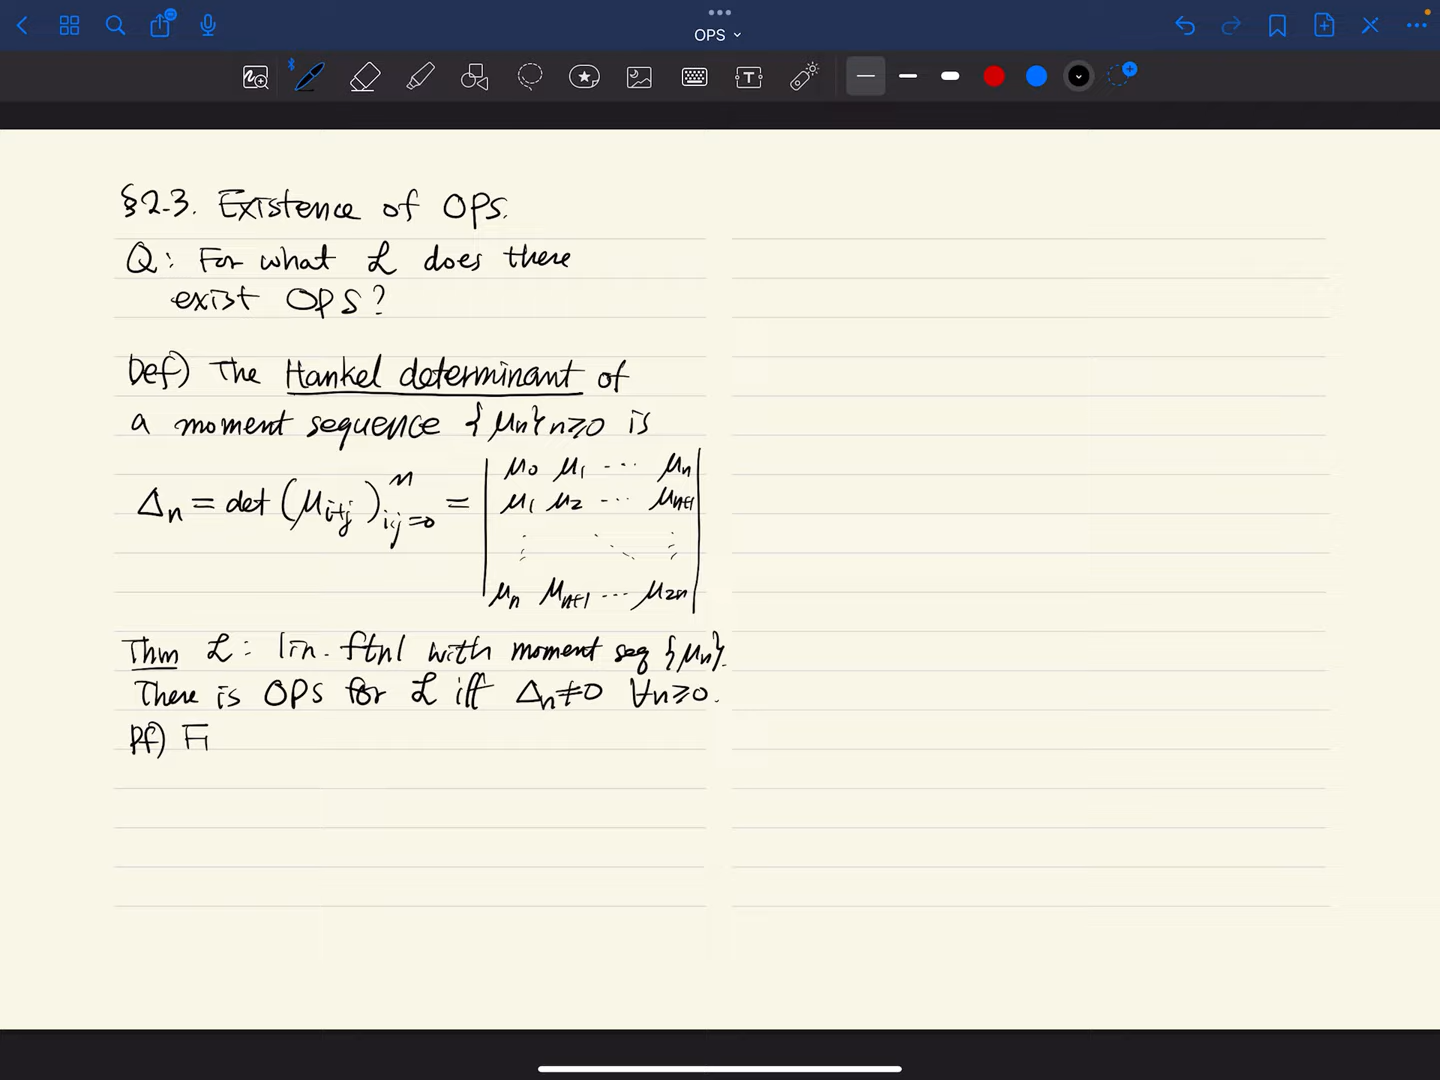 OPS
§2.3. Existence of OPS.
Q: For what ℒ does there
exist OPS?
Def) The Hankel determinant of
a moment sequence {μn}n≥0 is
Δn = det (μi+j)^n i,j=0 = | μ0 μ1 ⋯ μn
μ1 μ2 ⋯ μn+1
⋮ ⋱ ⋮
μn μn+1 ⋯ μ2n |
Thm ℒ: lin. ftnl with moment seq {μn}.
There is OPS for ℒ iff Δn≠0 ∀n≥0.
Pf) Fi